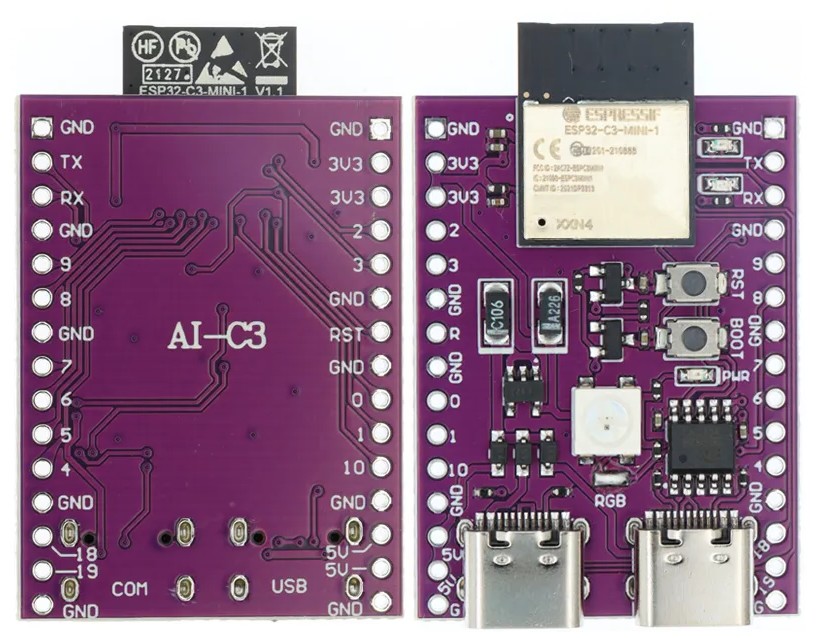 HF Pb
2127
ESP32-C3-MINI-1 V1.1
GND GND
TX 3V3
RX 3V3
GND 2
9 3
8 GND
GND RST
7 GND
6 0
5 1
4 10
GND GND
18 5V
19 5V
GND GND
AI-C3
COM USB
ESPRESSIF
ESP32-C3-MINI-1
CE
XXN4
GND GND
3V3 TX
3V3 RX
2 GND
3 9
GND 8
R GND
GND 7
0 6
1 5
10 4
GND GND
5V
5V
G
RST
BOOT
PWR
C106
A226
RGB